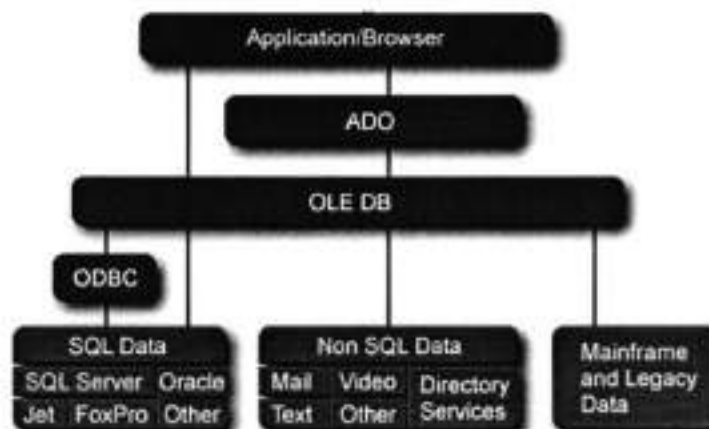 Application/Browser
ADO
OLE DB
ODBC
SQL Data
SQL Server Oracle
Jet FoxPro Other
Non SQL Data
Mail Video Directory Services
Text Other
Mainframe
and Legacy
Data